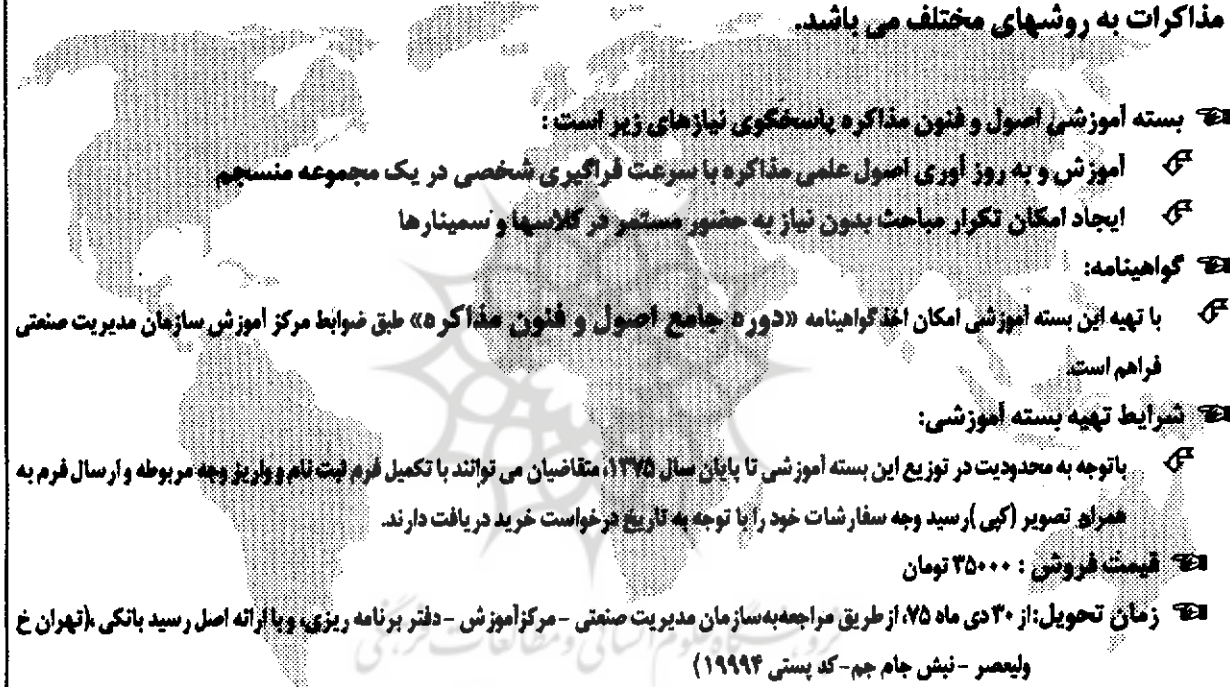 مذاکرات به روشهای مختلف می باشد.
بسته آموزشی اصول و فنون مذاکره پاسخگوی نیازهای زیر است :
آموزش و به روز آوری اصول علمی مذاکره با سرعت فراگیری شخصی در یک مجموعه منسجم
ایجاد امکان تکرار مباحث بدون نیاز به حضور مستمر در کلاسها و سمینارها
گواهینامه:
با تهیه این بسته آموزشی امکان اخذ گواهینامه «دوره جامع اصول و فنون مذاکره» طبق ضوابط مرکز آموزش سازمان مدیریت صنعتی
فراهم است.
شرایط تهیه بسته آموزشی:
باتوجه به محدودیت در توزیع این بسته آموزشی تا پایان سال ۱۳۷۵، متقاضیان می توانند با تکمیل فرم ثبت نام و واریز وجه مربوطه و ارسال فرم به
همراه تصویر (کپی) رسید وجه سفارشات خود را با توجه به تاریخ درخواست خرید دریافت دارند.
قیمت فروش : ۳۵۰۰۰ تومان
زمان تحویل: از ۳۰ دی ماه ۷۵، از طریق مراجعه به سازمان مدیریت صنعتی - مرکز آموزش - دفتر برنامه ریزی، و با ارائه اصل رسید بانکی .(تهران خ
ولیعصر - نبش جام جم - کد پستی ۱۹۹۹۴)
پژوهشگاه علوم انسانی و مطالعات فرهنگی